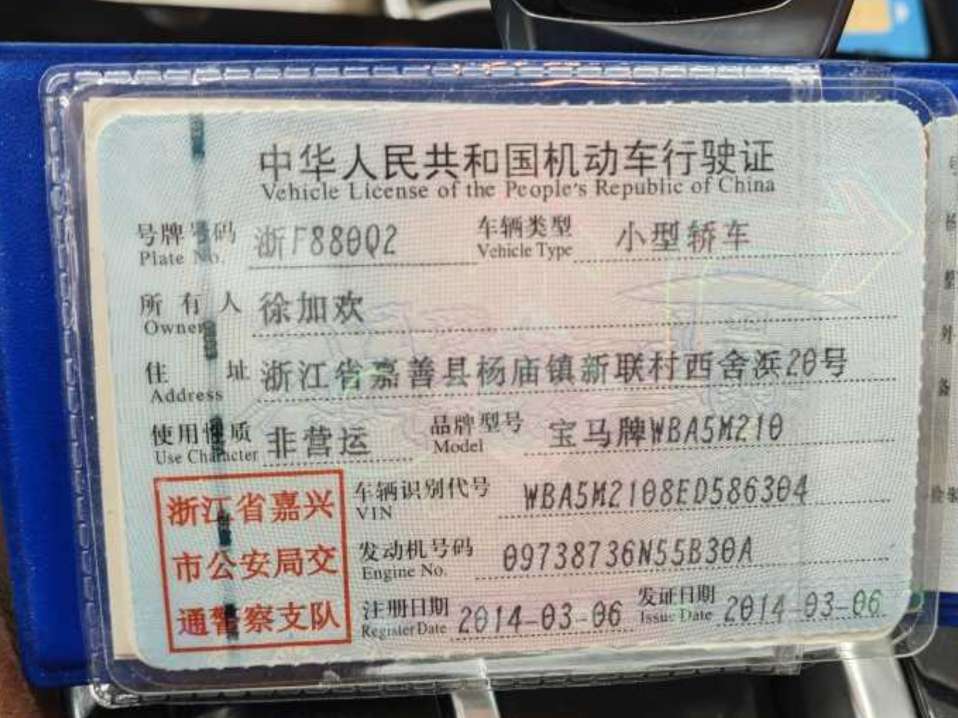 中华人民共和国机动车行驶证
Vehicle License of the People's Republic of China
号牌号码 浙F880Q2 车辆类型 小型轿车
Plate No. Vehicle Type
所有人 徐加欢
Owner
住址 浙江省嘉善县杨庙镇新联村西舍浜20号
Address
使用性质 非营运 品牌型号 宝马牌WBA5M210
Use Character Model
浙江省嘉兴
市公安局交
通警察支队
车辆识别代号 WBA5M2108ED586304
VIN
发动机号码 09738736N55B30A
Engine No.
注册日期 2014-03-06 发证日期 2014-03-06
Register Date Issue Date